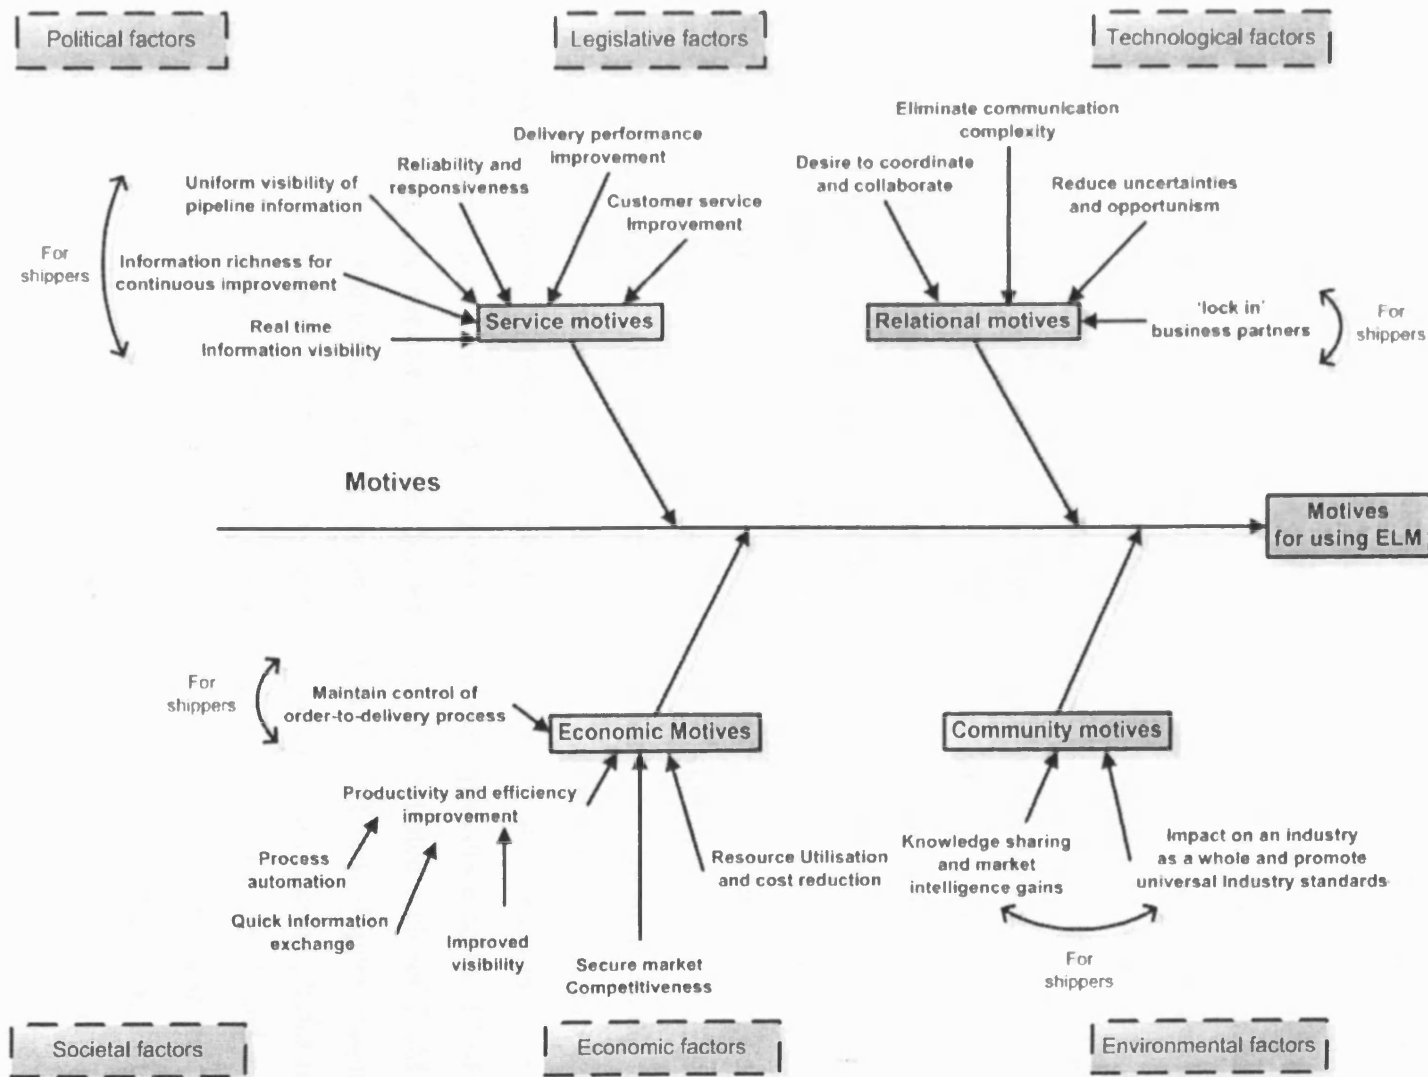 Political factors
Legislative factors
Technological factors
Eliminate communication
complexity
Delivery performance
Improvement
Reliability and
responsiveness
Desire to coordinate
and collaborate
Uniform visibility of
pipeline information
Reduce uncertainties
and opportunism
Customer service
Improvement
For
shippers
Information richness for
continuous improvement
Service motives
Relational motives
'lock in'
business partners
For
shippers
Real time
Information visibility
Motives
Motives
for using ELM
For
shippers
Maintain control of
order-to-delivery process
Economic Motives
Community motives
Productivity and efficiency
improvement
Process
automation
Resource Utilisation
and cost reduction
Knowledge sharing
and market
intelligence gains
Impact on an industry
as a whole and promote
universal Industry standards
Quick information
exchange
Improved
visibility
Secure market
Competitiveness
For
shippers
Societal factors
Economic factors
Environmental factors